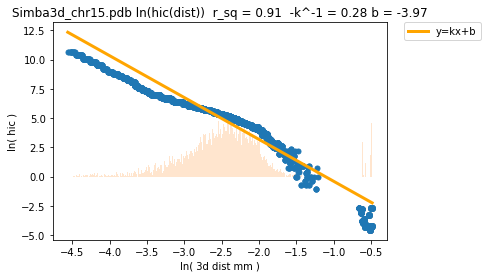 Simba3d_chr15.pdb ln(hic(dist)) r_sq = 0.91 -k^-1 = 0.28 b = -3.97
y=kx+b
12.5
10.0
7.5
5.0
2.5
0.0
−2.5
−5.0
ln( hic )
−4.5 −4.0 −3.5 −3.0 −2.5 −2.0 −1.5 −1.0 −0.5
ln( 3d dist mm )